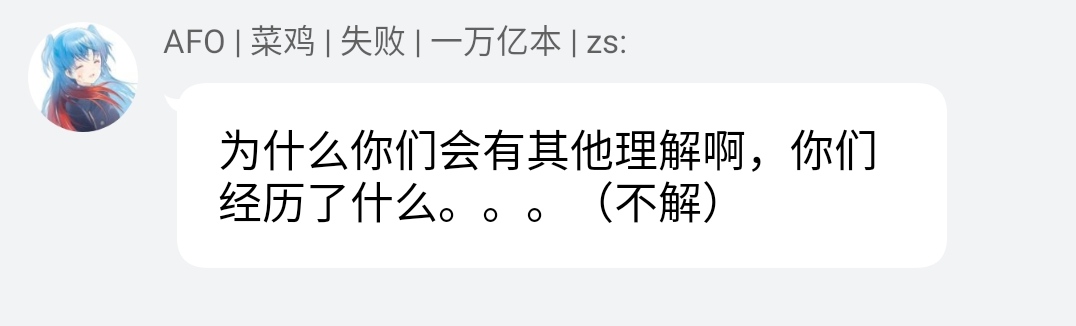 AFO | 菜鸡 | 失败 | 一万亿本 | zs:
为什么你们会有其他理解啊，你们
经历了什么。。。（不解）